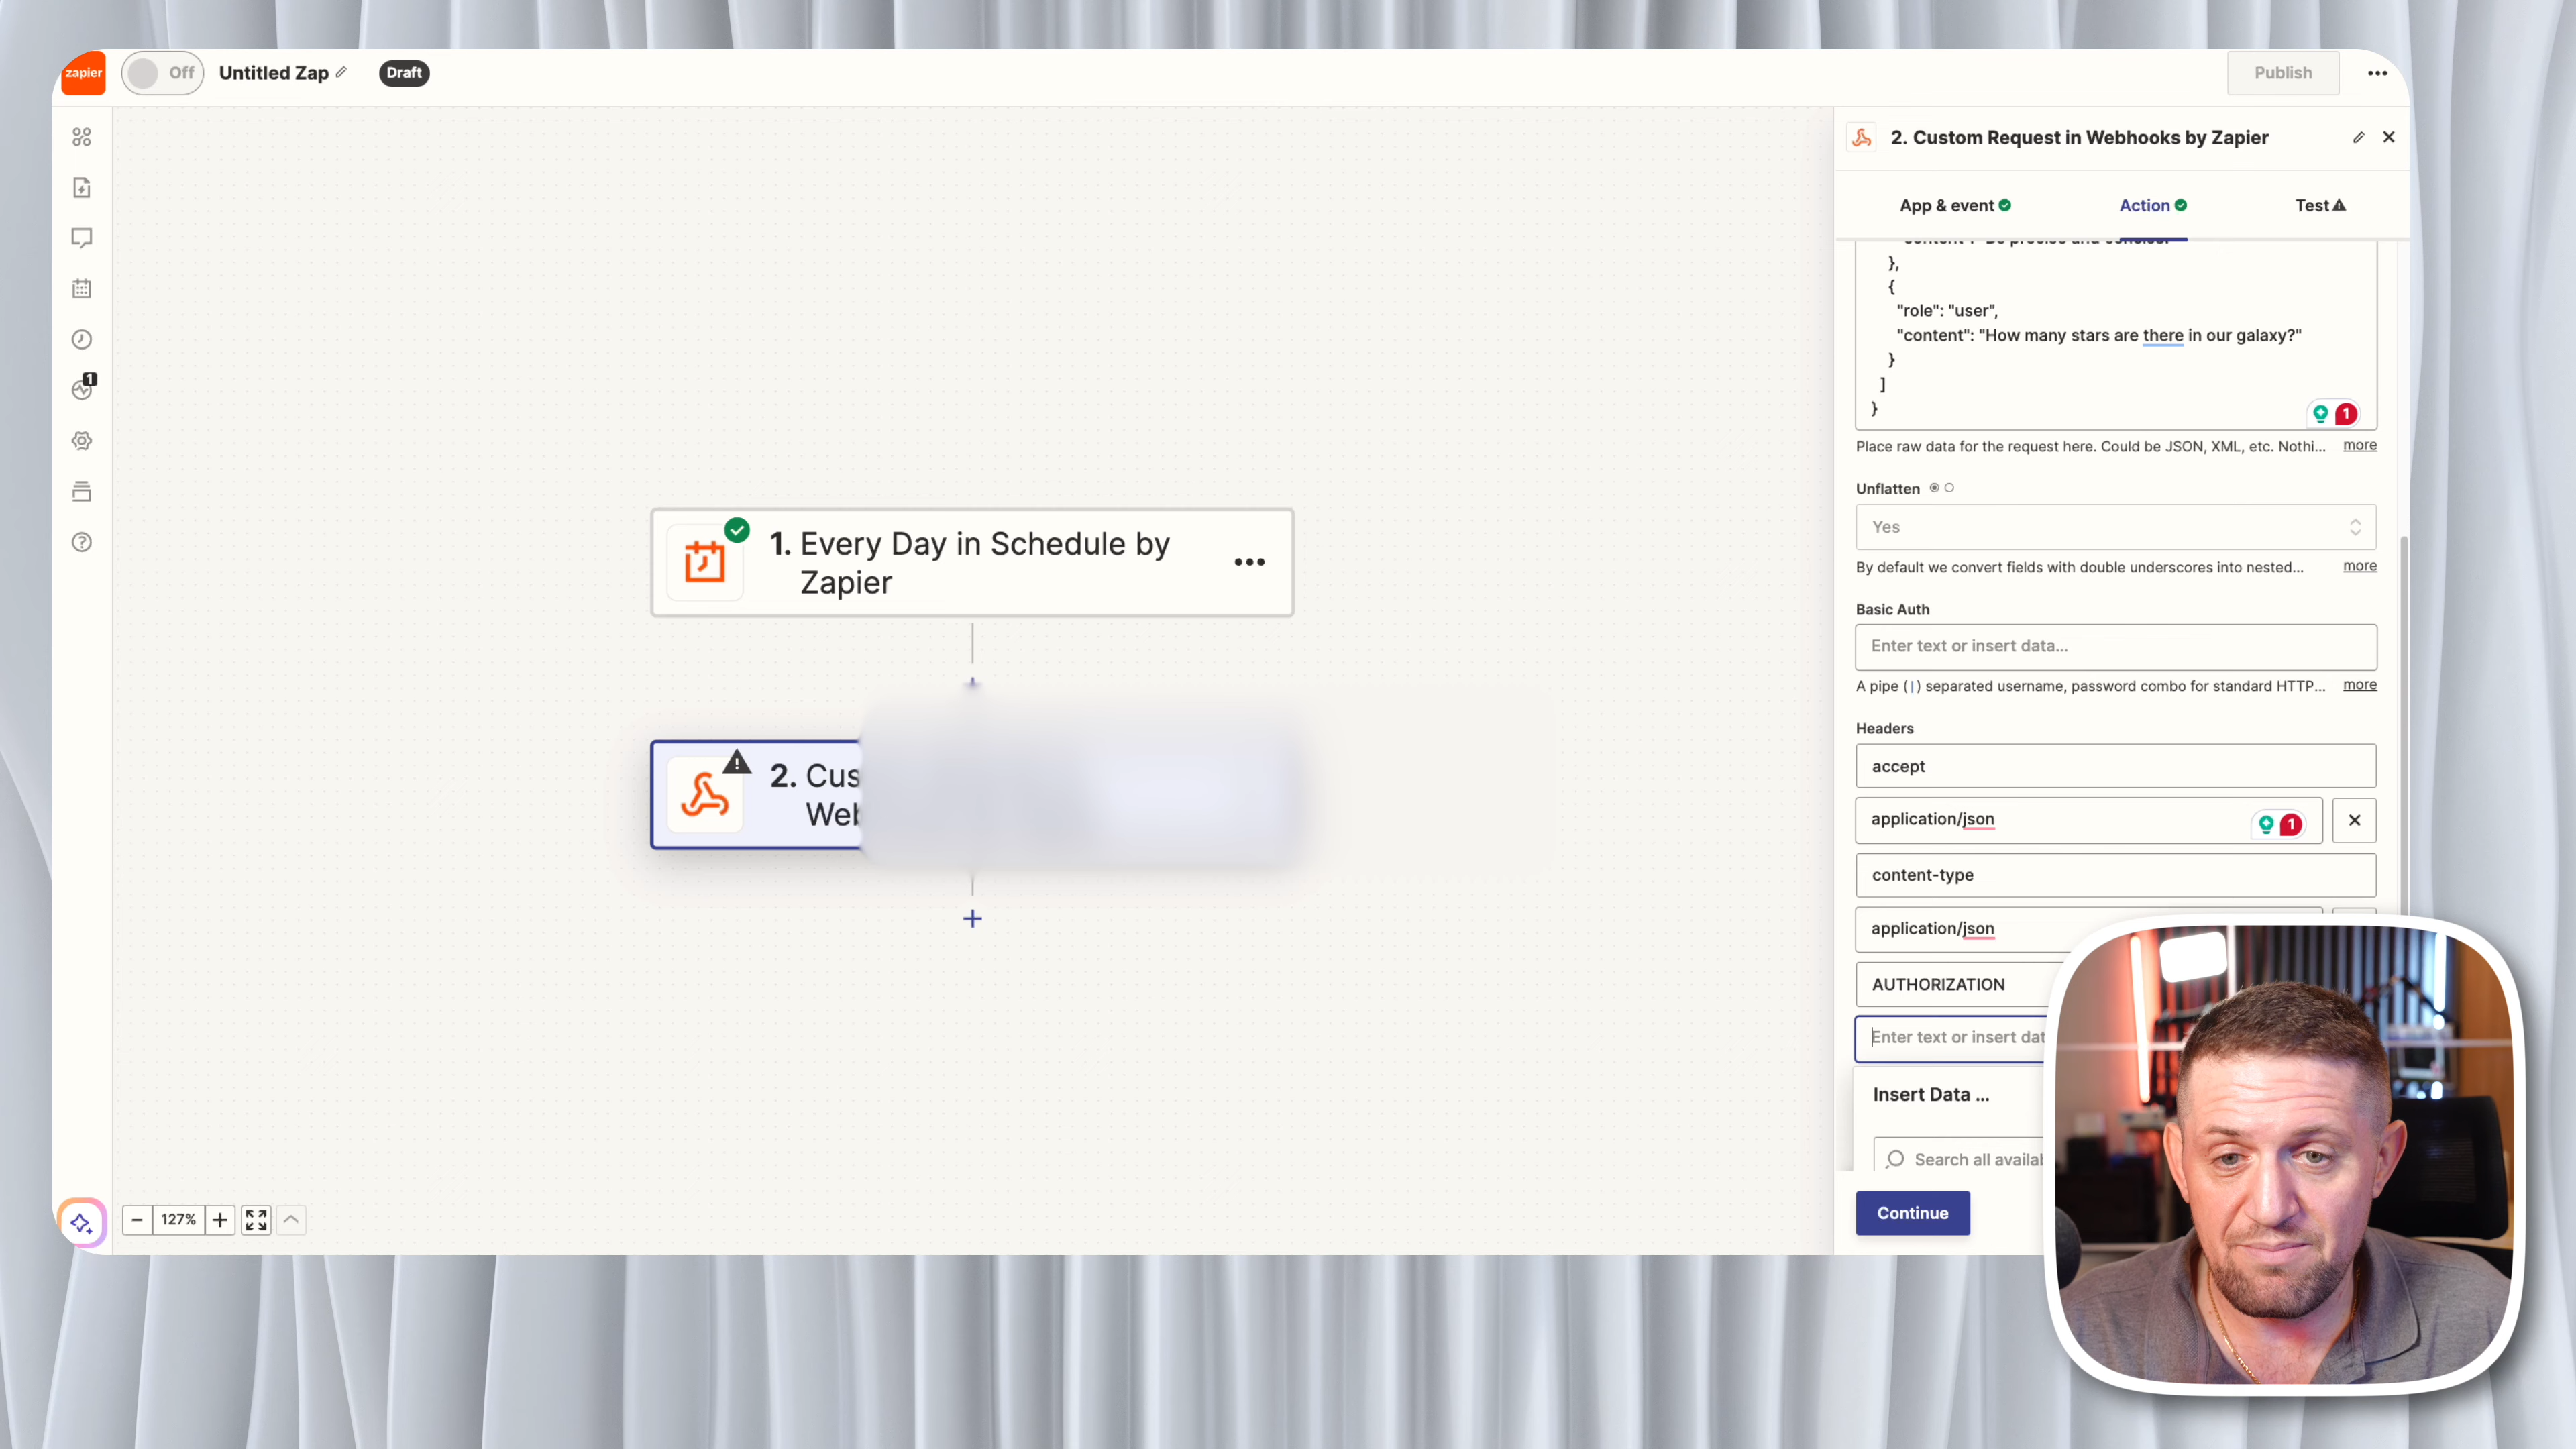 zapier
Off
Untitled Zap
Draft
Publish
2. Custom Request in Webhooks by Zapier
App & event
Action
Test
},
{
"role": "user",
"content": "How many stars are there in our galaxy?"
}
]
}
1
Place raw data for the request here. Could be JSON, XML, etc. Nothi... more
Unflatten
Yes
By default we convert fields with double underscores into nested... more
Basic Auth
Enter text or insert data...
A pipe (|) separated username, password combo for standard HTTP... more
Headers
accept
application/json
1
content-type
application/json
AUTHORIZATION
Enter text or insert dat
Insert Data ...
Search all availab
Continue
1
1. Every Day in Schedule by
Zapier
2. Cus
Web
127%